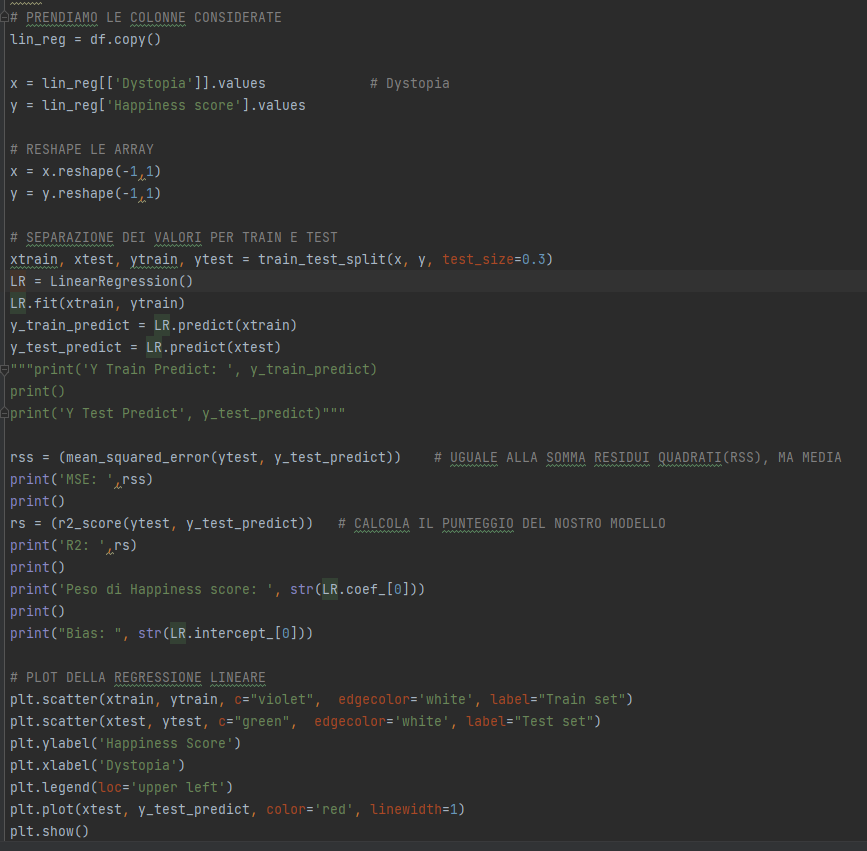 # PRENDIAMO LE COLONNE CONSIDERATE
lin_reg = df.copy()
x = lin_reg[['Dystopia']].values # Dystopia
y = lin_reg['Happiness score'].values
# RESHAPE LE ARRAY
x = x.reshape(-1,1)
y = y.reshape(-1,1)
# SEPARAZIONE DEI VALORI PER TRAIN E TEST
xtrain, xtest, ytrain, ytest = train_test_split(x, y, test_size=0.3)
LR = LinearRegression()
LR.fit(xtrain, ytrain)
y_train_predict = LR.predict(xtrain)
y_test_predict = LR.predict(xtest)
"""print('Y Train Predict: ', y_train_predict)
print()
print('Y Test Predict', y_test_predict)"""
rss = (mean_squared_error(ytest, y_test_predict)) # UGUALE ALLA SOMMA RESIDUI QUADRATI(RSS), MA MEDIA
print('MSE: ',rss)
print()
rs = (r2_score(ytest, y_test_predict)) # CALCOLA IL PUNTEGGIO DEL NOSTRO MODELLO
print('R2: ',rs)
print()
print('Peso di Happiness score: ', str(LR.coef_[0]))
print()
print("Bias: ", str(LR.intercept_[0]))
# PLOT DELLA REGRESSIONE LINEARE
plt.scatter(xtrain, ytrain, c="violet", edgecolor='white', label="Train set")
plt.scatter(xtest, ytest, c="green", edgecolor='white', label="Test set")
plt.ylabel('Happiness Score')
plt.xlabel('Dystopia')
plt.legend(loc='upper left')
plt.plot(xtest, y_test_predict, color='red', linewidth=1)
plt.show()